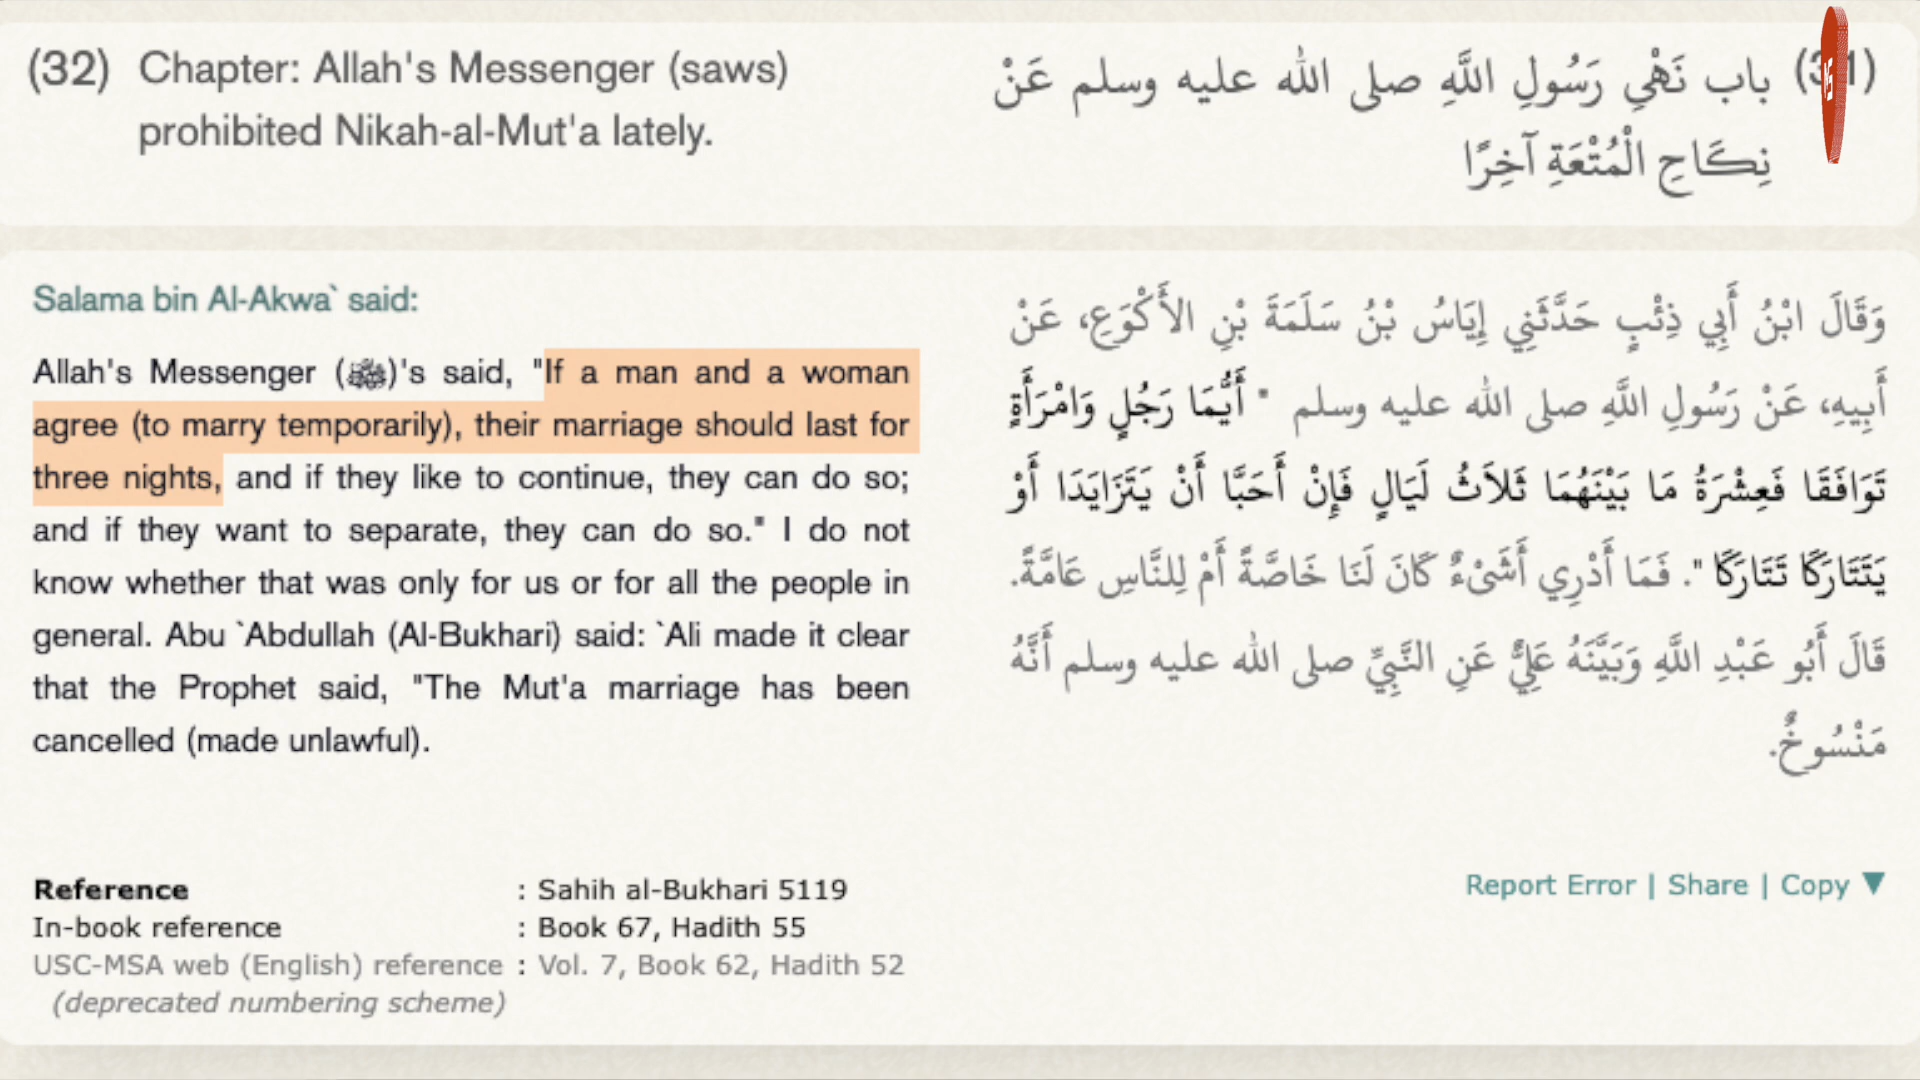 (32) Chapter: Allah's Messenger (saws)
prohibited Nikah-al-Mut'a lately.
باب نَهْىِ رَسُولِ اللَّهِ صلى الله عليه وسلم عَنْ
نِكَاحِ الْمُتْعَةِ آخِرًا
Salama bin Al-Akwa` said:
Allah's Messenger (ﷺ)'s said, "If a man and a woman
agree (to marry temporarily), their marriage should last for
three nights, and if they like to continue, they can do so;
and if they want to separate, they can do so." I do not
know whether that was only for us or for all the people in
general. Abu `Abdullah (Al-Bukhari) said: `Ali made it clear
that the Prophet said, "The Mut'a marriage has been
cancelled (made unlawful).
وَقَالَ ابْنُ أَبِي ذِئْبٍ حَدَّثَنِي إِيَاسُ بْنُ سَلَمَةَ بْنِ الأَكْوَعِ، عَنْ
أَبِيهِ، عَنْ رَسُولِ اللَّهِ صلى الله عليه وسلم " أَيُّمَا رَجُلٍ وَامْرَأَةٍ
تَوَافَقَا فَعِشْرَةُ مَا بَيْنَهُمَا ثَلاَثُ لَيَالٍ فَإِنْ أَحَبَّا أَنْ يَتَزَايَدَا أَوْ
يَتَتَارَكَا تَتَارَكَا ". فَمَا أَدْرِي أَشَىْءٌ كَانَ لَنَا خَاصَّةً أَمْ لِلنَّاسِ عَامَّةً.
قَالَ أَبُو عَبْدِ اللَّهِ وَبَيَّنَهُ عَلِيٌّ عَنِ النَّبِيِّ صلى الله عليه وسلم أَنَّهُ
مَنْسُوخٌ.
Reference : Sahih al-Bukhari 5119
In-book reference : Book 67, Hadith 55
USC-MSA web (English) reference : Vol. 7, Book 62, Hadith 52
(deprecated numbering scheme)
Report Error | Share | Copy ▼